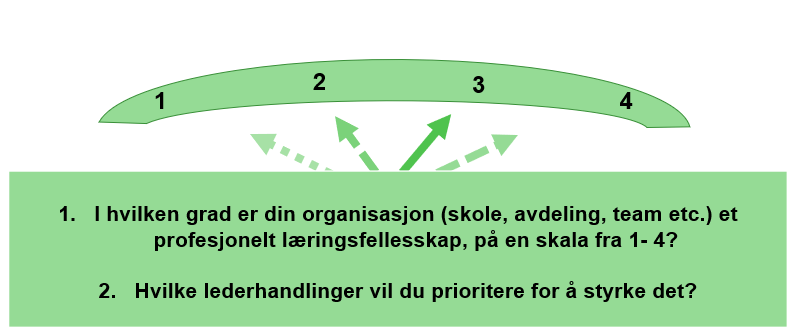 1
2
3
4
1. I hvilken grad er din organisasjon (skole, avdeling, team etc.) et
profesjonelt læringsfellesskap, på en skala fra 1- 4?
2. Hvilke lederhandlinger vil du prioritere for å styrke det?